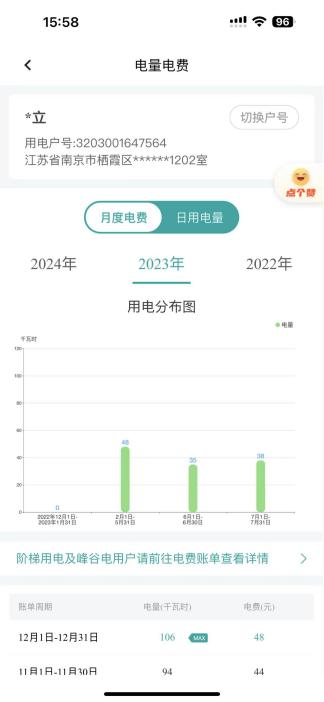 15:58
96
电量电费
*立
切换户号
用电户号:3203001647564
江苏省南京市栖霞区******1202室
点个赞
月度电费
日用电量
2024年
2023年
2022年
用电分布图
电量
千瓦时
120
100
80
60
40
20
0
0
48
35
38
2022年12月1日-
2023年1月31日
2月1日-
5月31日
6月1日-
6月30日
7月1日-
7月31日
阶梯用电及峰谷电用户请前往电费账单查看详情
账单周期 电量(千瓦时) 电费(元)
12月1日-12月31日 106 MAX 48
11月1日-11月30日 94 44